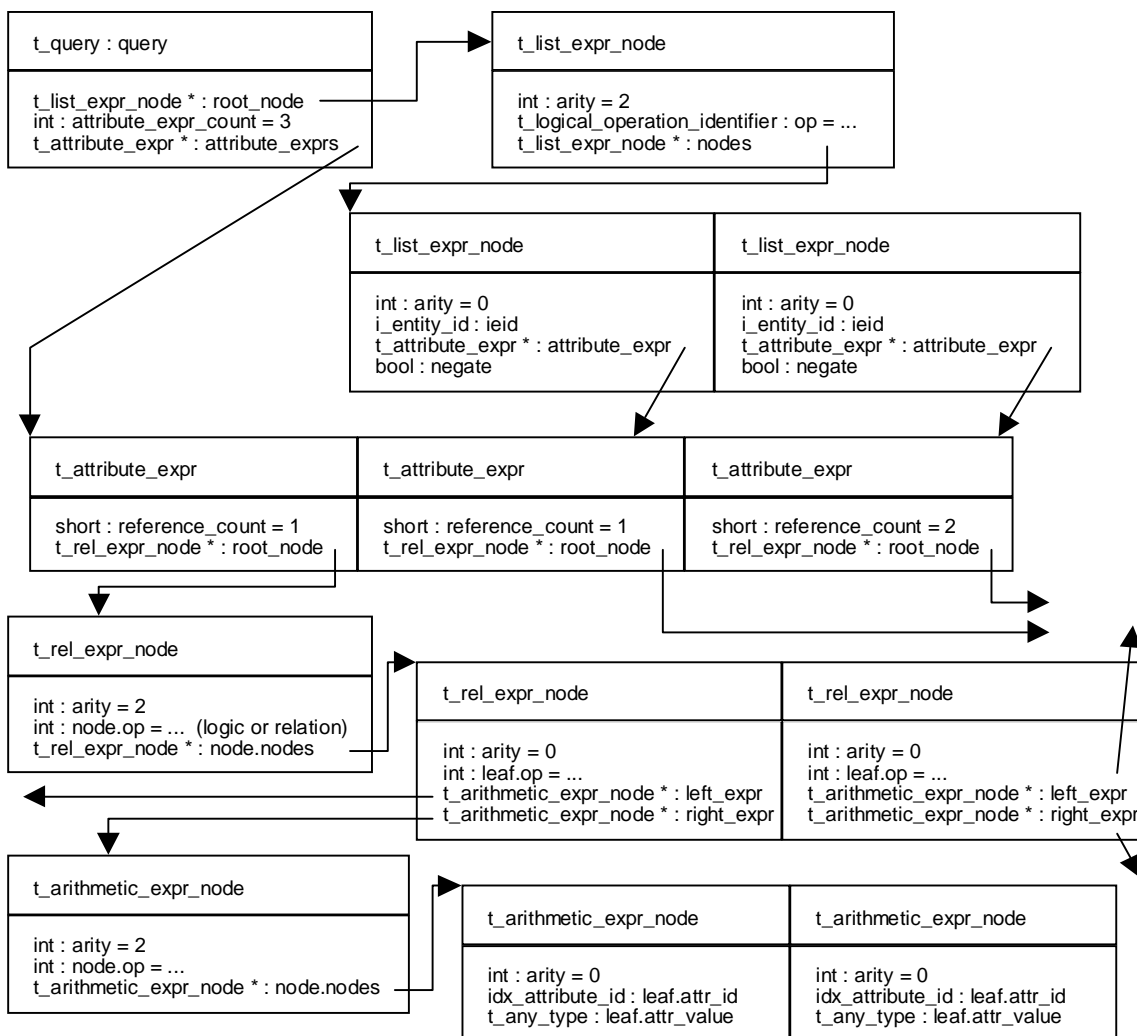 t_query : query
t_list_expr_node * : root_node
int : attribute_expr_count = 3
t_attribute_expr * : attribute_exprs
t_list_expr_node
int : arity = 2
t_logical_operation_identifier : op = ...
t_list_expr_node * : nodes
t_list_expr_node
int : arity = 0
i_entity_id : ieid
t_attribute_expr * : attribute_expr
bool : negate
t_list_expr_node
int : arity = 0
i_entity_id : ieid
t_attribute_expr * : attribute_expr
bool : negate
t_attribute_expr
short : reference_count = 1
t_rel_expr_node * : root_node
t_attribute_expr
short : reference_count = 1
t_rel_expr_node * : root_node
t_attribute_expr
short : reference_count = 2
t_rel_expr_node * : root_node
t_rel_expr_node
int : arity = 2
int : node.op = ... (logic or relation)
t_rel_expr_node * : node.nodes
t_rel_expr_node
int : arity = 0
int : leaf.op = ...
t_arithmetic_expr_node * : left_expr
t_arithmetic_expr_node * : right_expr
t_rel_expr_node
int : arity = 0
int : leaf.op = ...
t_arithmetic_expr_node * : left_expr
t_arithmetic_expr_node * : right_expr
t_arithmetic_expr_node
int : arity = 2
int : node.op = ...
t_arithmetic_expr_node * : node.nodes
t_arithmetic_expr_node
int : arity = 0
idx_attribute_id : leaf.attr_id
t_any_type : leaf.attr_value
t_arithmetic_expr_node
int : arity = 0
idx_attribute_id : leaf.attr_id
t_any_type : leaf.attr_value